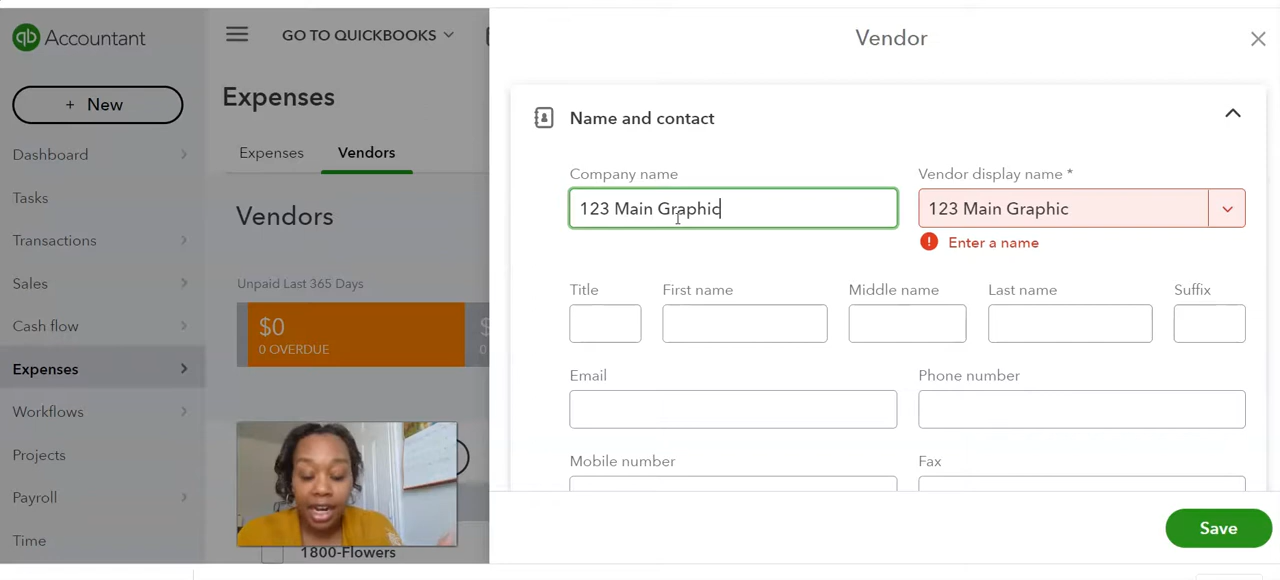 qb Accountant
GO TO QUICKBOOKS
+ New
Dashboard
Tasks
Transactions
Sales
Cash flow
Expenses
Workflows
Projects
Payroll
Time
Expenses
Expenses Vendors
Vendors
Unpaid Last 365 Days
$0
0 OVERDUE
$
0
1800-Flowers
Vendor
Name and contact
Company name Vendor display name *
123 Main Graphic 123 Main Graphic
! Enter a name
Title First name Middle name Last name Suffix
Email Phone number
Mobile number Fax
Save